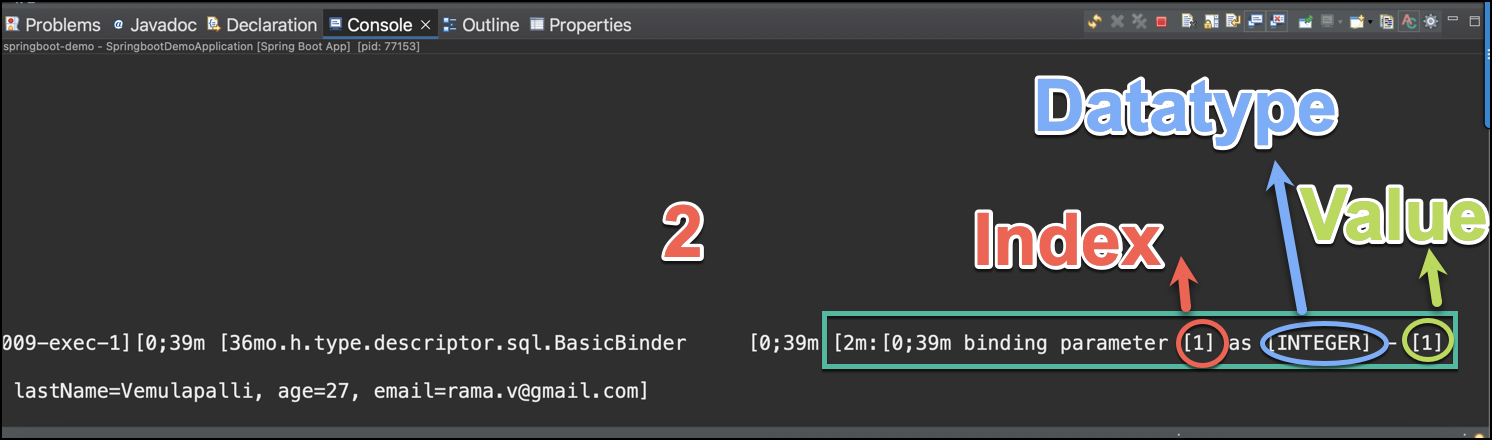 Problems @ Javadoc Declaration Console Outline Properties
springboot-demo - SpringbootDemoApplication [Spring Boot App] [pid: 77153]
Datatype
Value
2
Index
009-exec-1][0;39m [36mo.h.type.descriptor.sql.BasicBinder [0;39m [2m:[0;39m binding parameter [1] as [INTEGER] - [1]
lastName=Vemulapalli, age=27, email=rama.v@gmail.com]